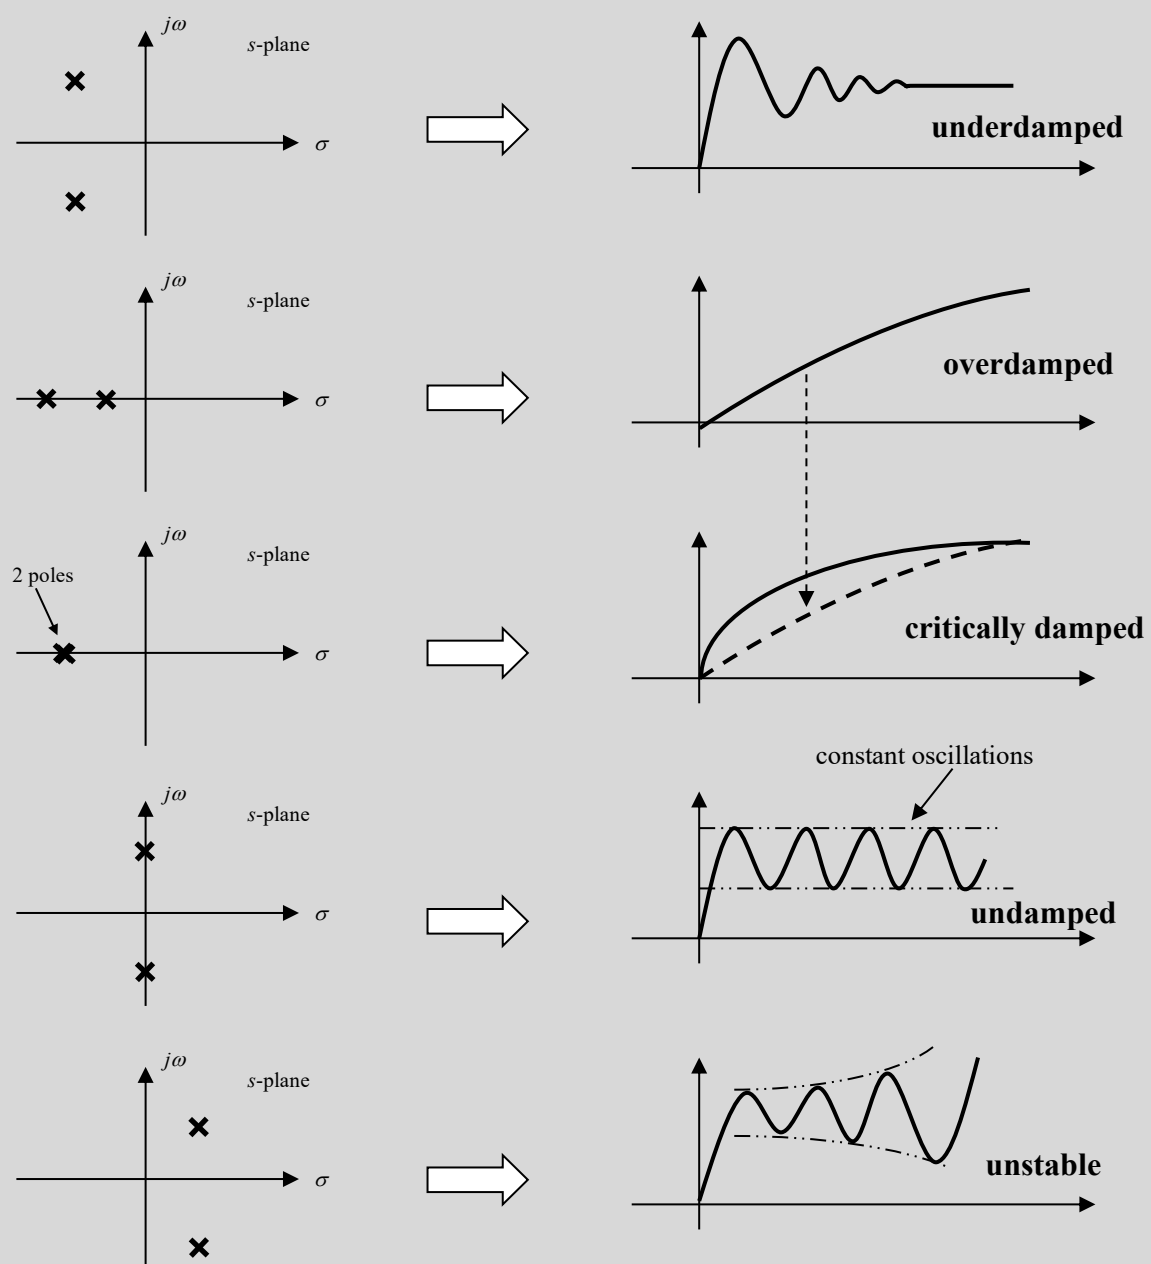 jω
s-plane
σ
underdamped
jω
s-plane
σ
overdamped
jω
s-plane
2 poles
σ
critically damped
constant oscillations
jω
s-plane
σ
undamped
jω
s-plane
σ
unstable